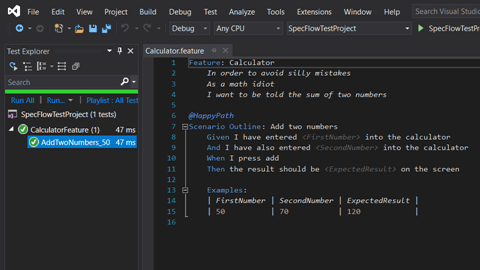 File Edit View Project Build Debug Test Analyze Tools Extensions Window Help Search Visual Studio
Debug Any CPU SpecFlowTestProject SpecFlowTestProject
Test Explorer
Search
Run All | Run... | Playlist : All Test
SpecFlowTestProject (1 tests)
CalculatorFeature (1) 47 ms
AddTwoNumbers_50 47 ms
Calculator.feature
1 Feature: Calculator
2 In order to avoid silly mistakes
3 As a math idiot
4 I want to be told the sum of two numbers
5
6 @HappyPath
7 Scenario Outline: Add two numbers
8 Given I have entered <FirstNumber> into the calculator
9 And I have also entered <SecondNumber> into the calculator
10 When I press add
11 Then the result should be <ExpectedResult> on the screen
12
13 Examples:
14 | FirstNumber | SecondNumber | ExpectedResult |
15 | 50 | 70 | 120 |
16